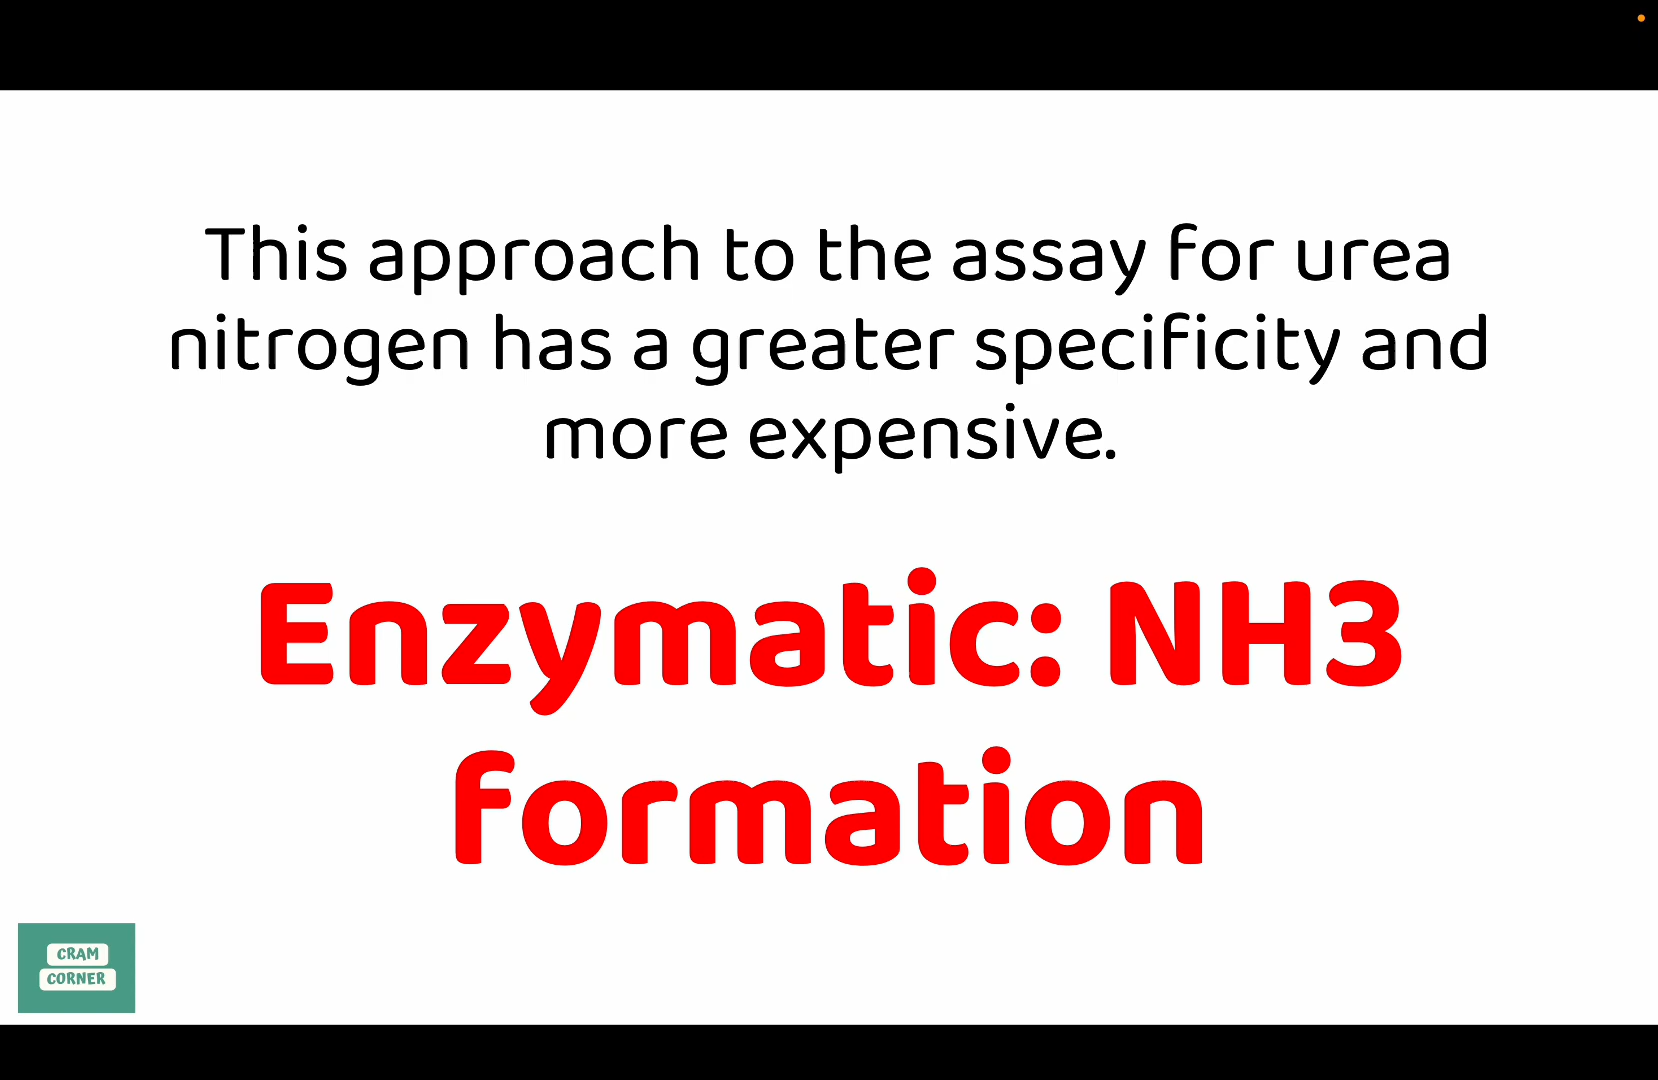 This approach to the assay for urea
nitrogen has a greater specificity and
more expensive.
Enzymatic: NH3
formation
CRAM
CORNER